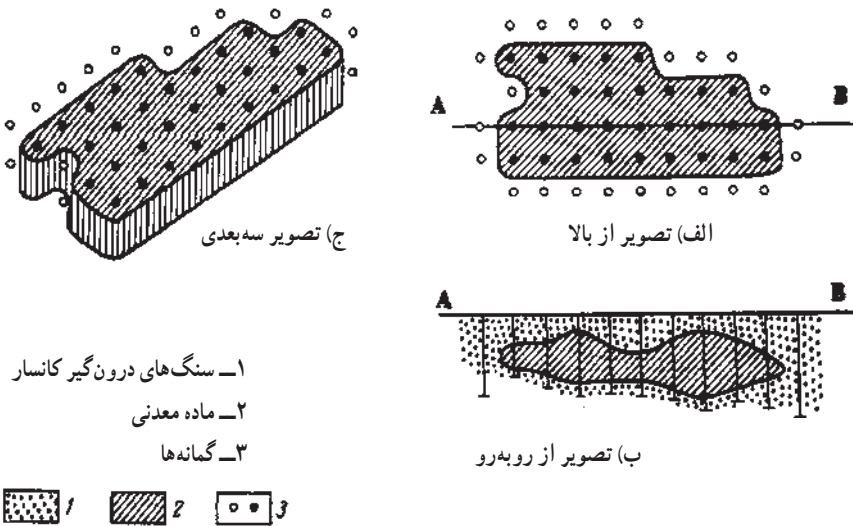 A B
الف) تصویر از بالا
ج) تصویر سه‌بعدی
A B
ب) تصویر از روبه‌رو
۱ــ سنگ‌های درون‌گیر کانسار
۲ــ ماده معدنی
۳ــ گمانه‌ها
1 2 3